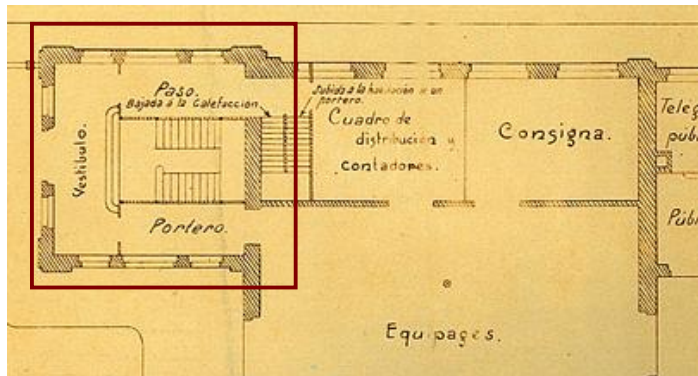 Paso.
Bajada á la Calefacción
Subida á la habitación de un
portero.
Vestíbulo.
Portero.
Cuadro de
distribución y
contadores.
Consigna.
Teleg
públ
Públi
Equipages.